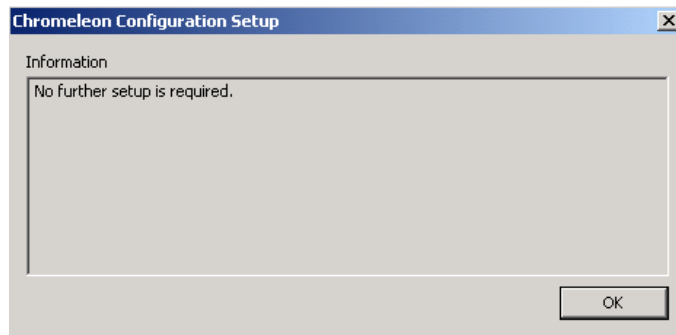 Chromeleon Configuration Setup
Information
No further setup is required.
OK